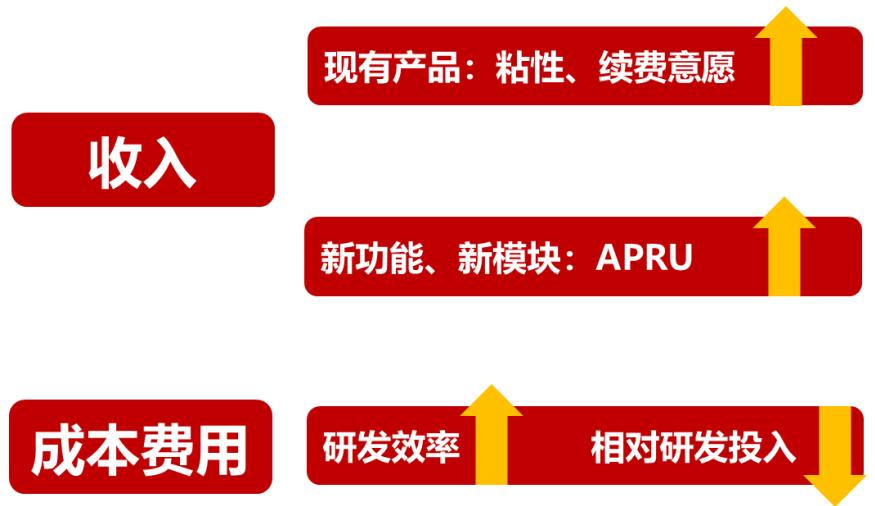 现有产品：粘性、续费意愿
收入
新功能、新模块：APRU
成本费用
研发效率
相对研发投入